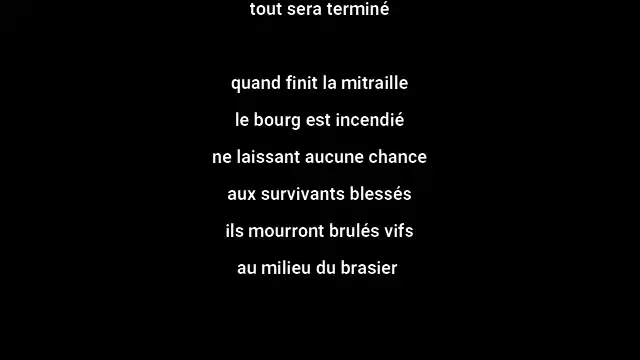 tout sera terminé
quand finit la mitraille
le bourg est incendié
ne laissant aucune chance
aux survivants blessés
ils mourront brulés vifs
au milieu du brasier